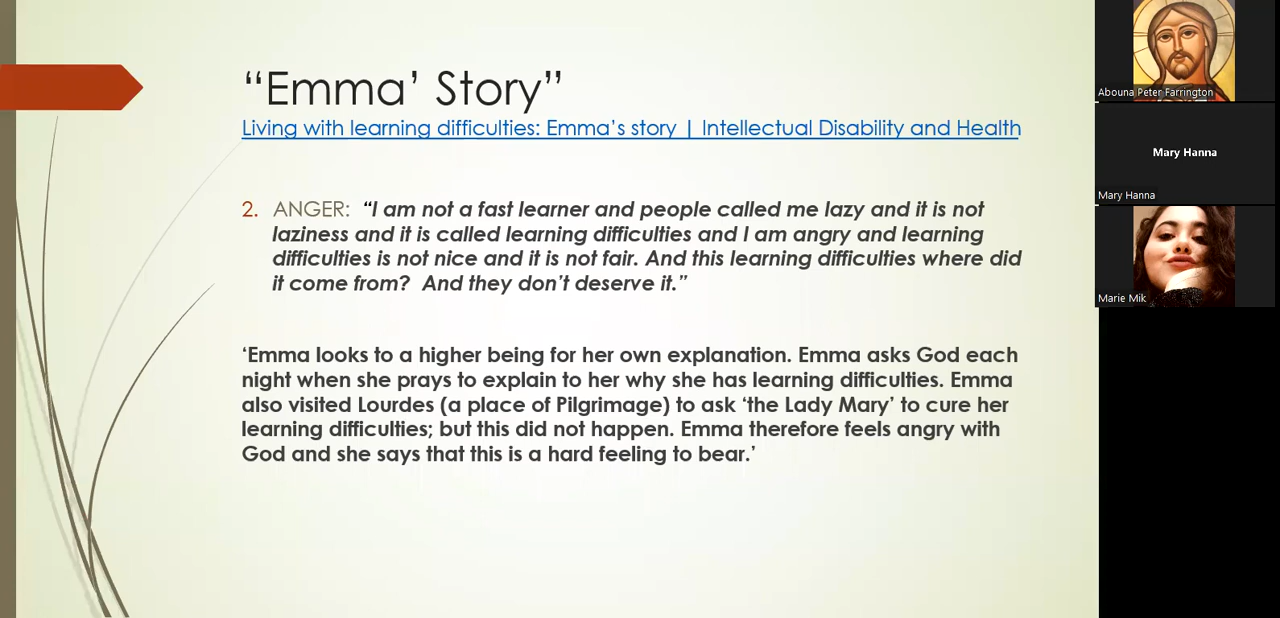 “Emma’ Story”
Living with learning difficulties: Emma’s story | Intellectual Disability and Health
2. ANGER: “I am not a fast learner and people called me lazy and it is not
laziness and it is called learning difficulties and I am angry and learning
difficulties is not nice and it is not fair. And this learning difficulties where did
it come from? And they don’t deserve it.”
‘Emma looks to a higher being for her own explanation. Emma asks God each
night when she prays to explain to her why she has learning difficulties. Emma
also visited Lourdes (a place of Pilgrimage) to ask ‘the Lady Mary’ to cure her
learning difficulties; but this did not happen. Emma therefore feels angry with
God and she says that this is a hard feeling to bear.’
Abouna Peter Farrington
Mary Hanna
Mary Hanna
Marie Mik